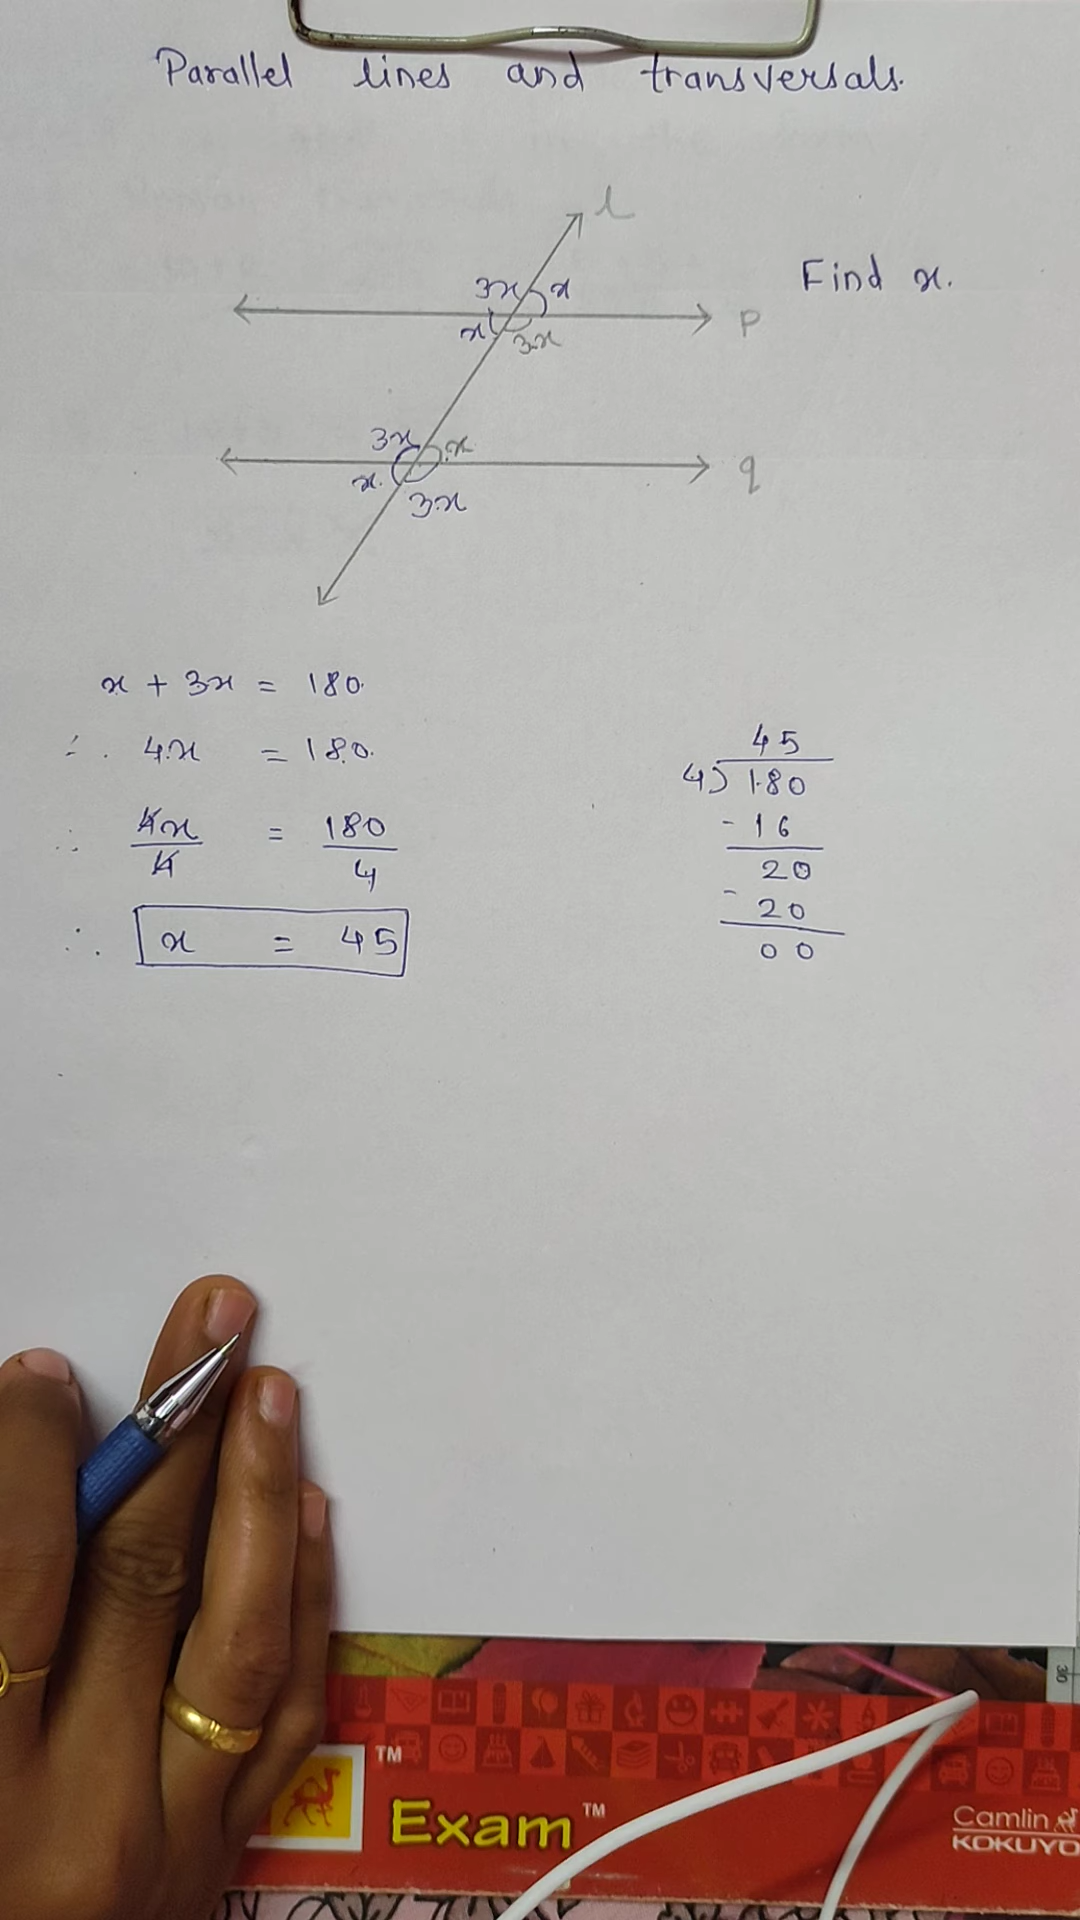 Parallel lines and transversals.
l
3x x
Find x.
x 3x
p
3x x
q
x 3x
x + 3x = 180
∴ 4x = 180
∴ 4x/4 = 180/4
∴ x = 45
45
4) 180
- 16
20
- 20
00
30
TM
Exam TM
Camlin
KOKUYO